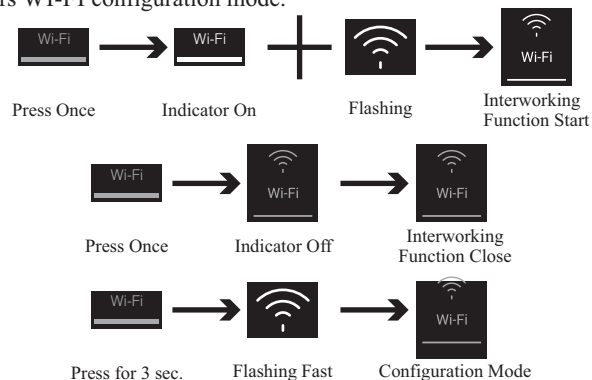 rs WI-FI configuration mode.
Wi-Fi Wi-Fi Wi-Fi
Press Once Indicator On Flashing Interworking
Function Start
Wi-Fi Wi-Fi Wi-Fi
Press Once Indicator Off Interworking
Function Close
Wi-Fi Wi-Fi
Press for 3 sec. Flashing Fast Configuration Mode